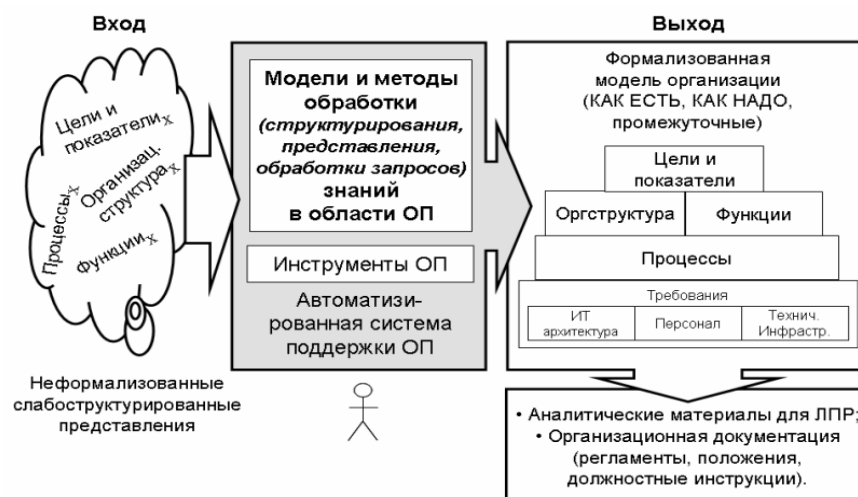 Вход
Цели и
показатели x
Организац.
структура x
Процессы x
Функции x
Неформализованные
слабоструктурированные
представления
Модели и методы
обработки
(структурирования,
представления,
обработки запросов)
знаний
в области ОП
Инструменты ОП
Автоматизи-
рованная система
поддержки ОП
Выход
Формализованная
модель организации
(КАК ЕСТЬ, КАК НАДО,
промежуточные)
Цели и
показатели
Оргструктура
Функции
Процессы
Требования
ИТ
архитектура
Персонал
Технич.
Инфрастр.
• Аналитические материалы для ЛПР;
• Организационная документация
(регламенты, положения,
должностные инструкции).